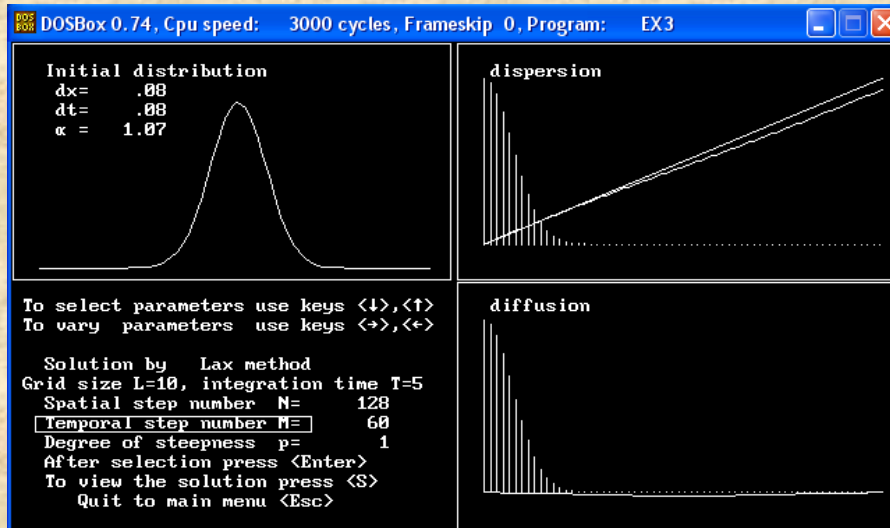 DOSBox 0.74, Cpu speed: 3000 cycles, Frameskip 0, Program: EX3
Initial distribution
dx= .08
dt= .08
α = 1.07
dispersion
To select parameters use keys <↓>,<↑>
To vary parameters use keys <→>,<←>
Solution by Lax method
Grid size L=10, integration time T=5
Spatial step number N= 128
Temporal step number M= 60
Degree of steepness p= 1
After selection press <Enter>
To view the solution press <S>
Quit to main menu <Esc>
diffusion